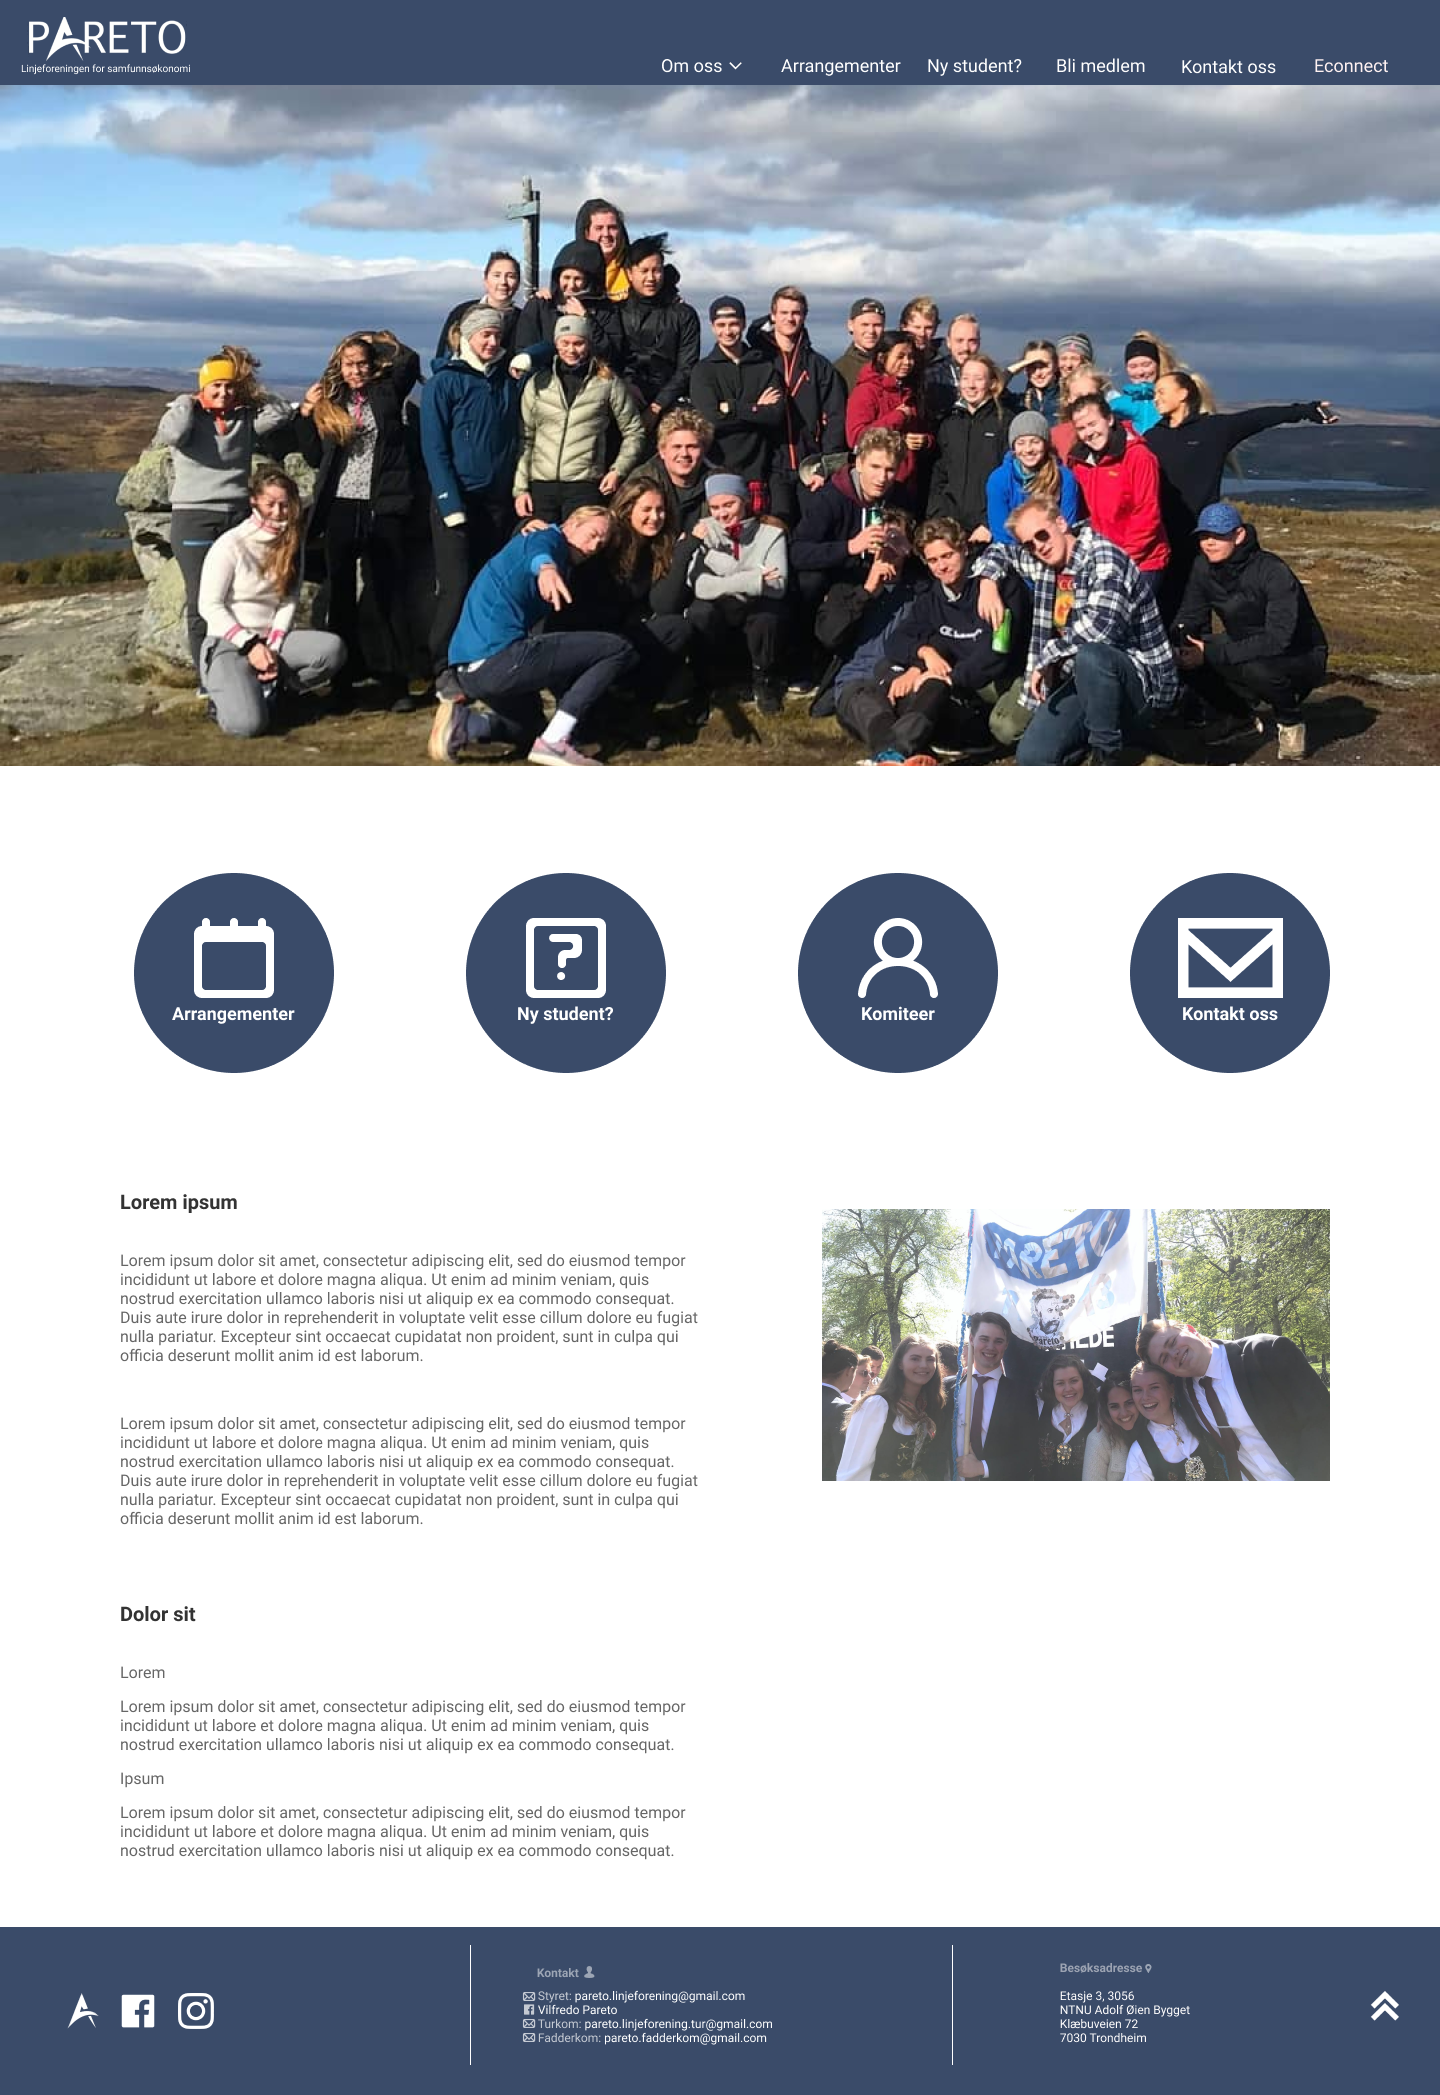 PARETO
Linjeforeningen for samfunnsøkonomi
Om oss
Arrangementer
Ny student?
Bli medlem
Kontakt oss
Econnect
Arrangementer
Ny student?
Komiteer
Kontakt oss
Lorem ipsum
Lorem ipsum dolor sit amet, consectetur adipiscing elit, sed do eiusmod tempor
incididunt ut labore et dolore magna aliqua. Ut enim ad minim veniam, quis
nostrud exercitation ullamco laboris nisi ut aliquip ex ea commodo consequat.
Duis aute irure dolor in reprehenderit in voluptate velit esse cillum dolore eu fugiat
nulla pariatur. Excepteur sint occaecat cupidatat non proident, sunt in culpa qui
officia deserunt mollit anim id est laborum.
Lorem ipsum dolor sit amet, consectetur adipiscing elit, sed do eiusmod tempor
incididunt ut labore et dolore magna aliqua. Ut enim ad minim veniam, quis
nostrud exercitation ullamco laboris nisi ut aliquip ex ea commodo consequat.
Duis aute irure dolor in reprehenderit in voluptate velit esse cillum dolore eu fugiat
nulla pariatur. Excepteur sint occaecat cupidatat non proident, sunt in culpa qui
officia deserunt mollit anim id est laborum.
PARETO
Pareto
Dolor sit
Lorem
Lorem ipsum dolor sit amet, consectetur adipiscing elit, sed do eiusmod tempor
incididunt ut labore et dolore magna aliqua. Ut enim ad minim veniam, quis
nostrud exercitation ullamco laboris nisi ut aliquip ex ea commodo consequat.
Ipsum
Lorem ipsum dolor sit amet, consectetur adipiscing elit, sed do eiusmod tempor
incididunt ut labore et dolore magna aliqua. Ut enim ad minim veniam, quis
nostrud exercitation ullamco laboris nisi ut aliquip ex ea commodo consequat.
Kontakt
Styret: pareto.linjeforening@gmail.com
Vilfredo Pareto
Turkom: pareto.linjeforening.tur@gmail.com
Fadderkom: pareto.fadderkom@gmail.com
Besøksadresse
Etasje 3, 3056
NTNU Adolf Øien Bygget
Klæbuveien 72
7030 Trondheim